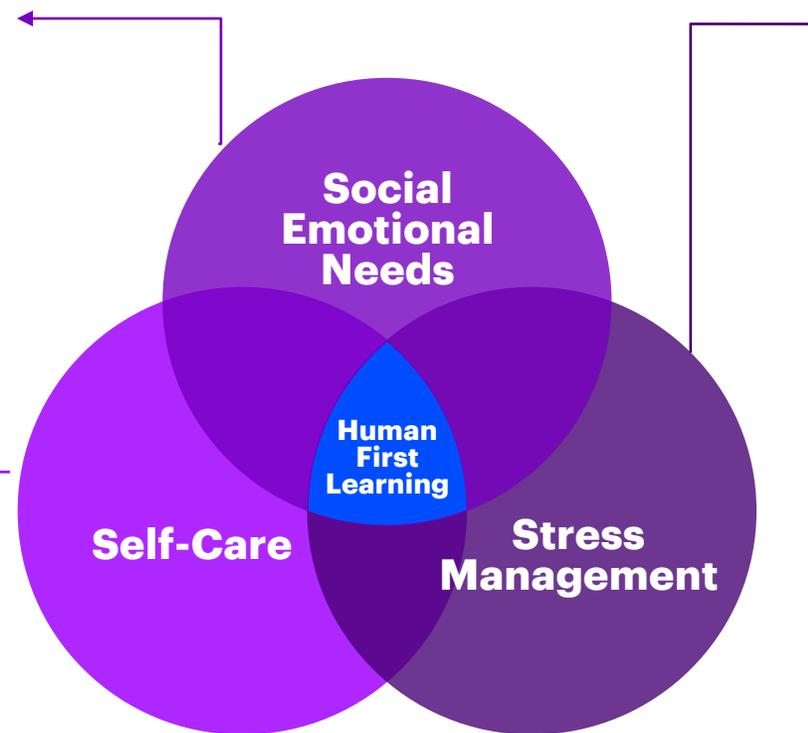 Social
Emotional
Needs
Human
First
Learning
Self-Care
Stress
Management